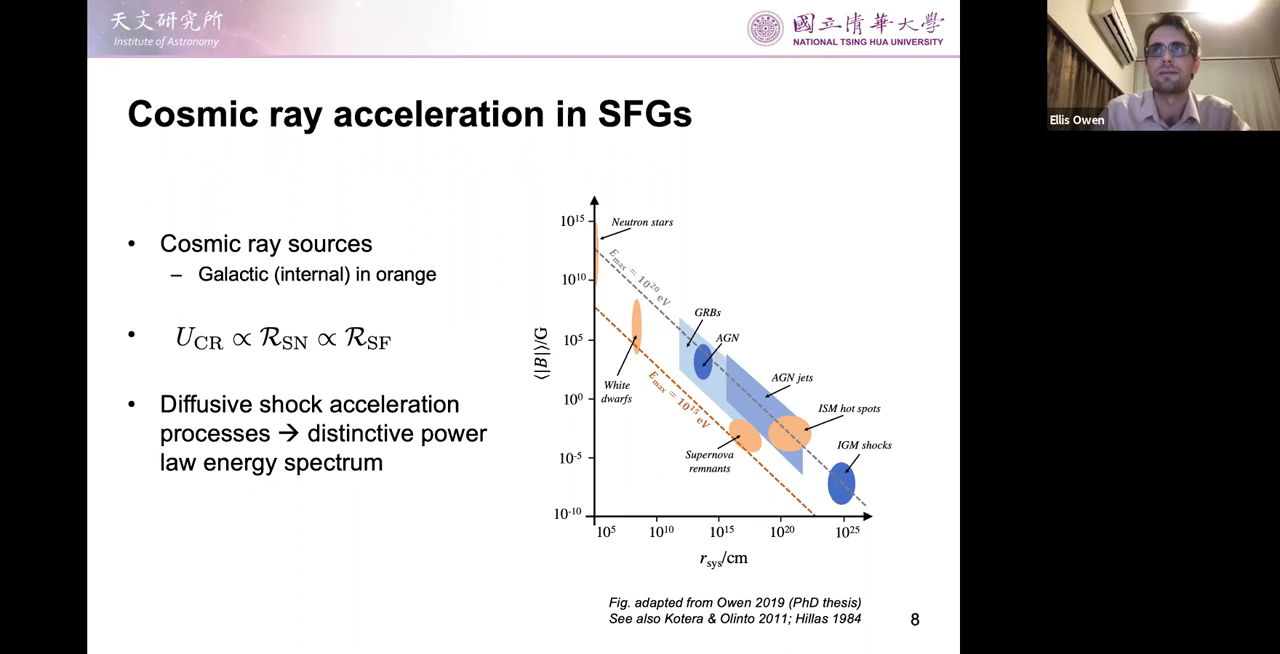 天文研究所
Institute of Astronomy
國立清華大學
NATIONAL TSING HUA UNIVERSITY
Ellis Owen
Cosmic ray acceleration in SFGs
• Cosmic ray sources
– Galactic (internal) in orange
• U_CR ∝ R_SN ∝ R_SF
• Diffusive shock acceleration
processes → distinctive power
law energy spectrum
⟨|B|⟩/G
10^15
10^10
10^5
10^0
10^-5
10^-10
Neutron stars
E_max = 10^20 eV
GRBs
AGN
White
dwarfs
E_max = 10^15 eV
AGN jets
ISM hot spots
Supernova
remnants
IGM shocks
10^5
10^10
10^15
10^20
10^25
r_sys/cm
Fig. adapted from Owen 2019 (PhD thesis)
See also Kotera & Olinto 2011; Hillas 1984
8